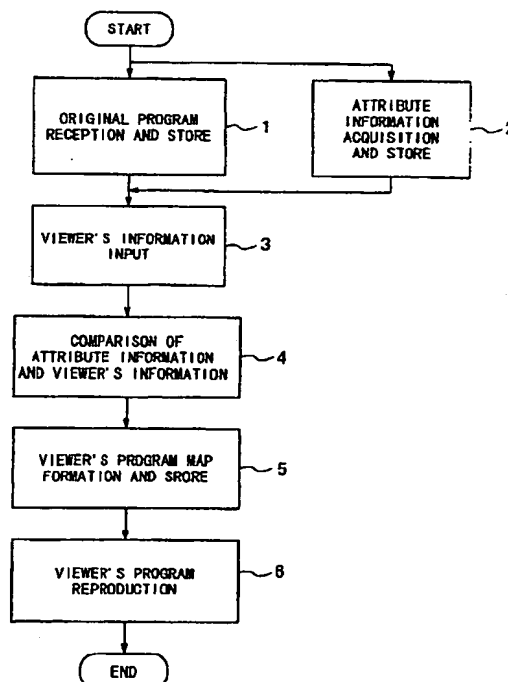 START
ORIGINAL PROGRAM
RECEPTION AND STORE
1
ATTRIBUTE
INFORMATION
ACQUISITION
AND STORE
2
VIEWER'S INFORMATION
INPUT
3
COMPARISON OF
ATTRIBUTE INFORMATION
AND VIEWER'S INFORMATION
4
VIEWER'S PROGRAM MAP
FORMATION AND SRORE
5
VIEWER'S PROGRAM
REPRODUCTION
6
END